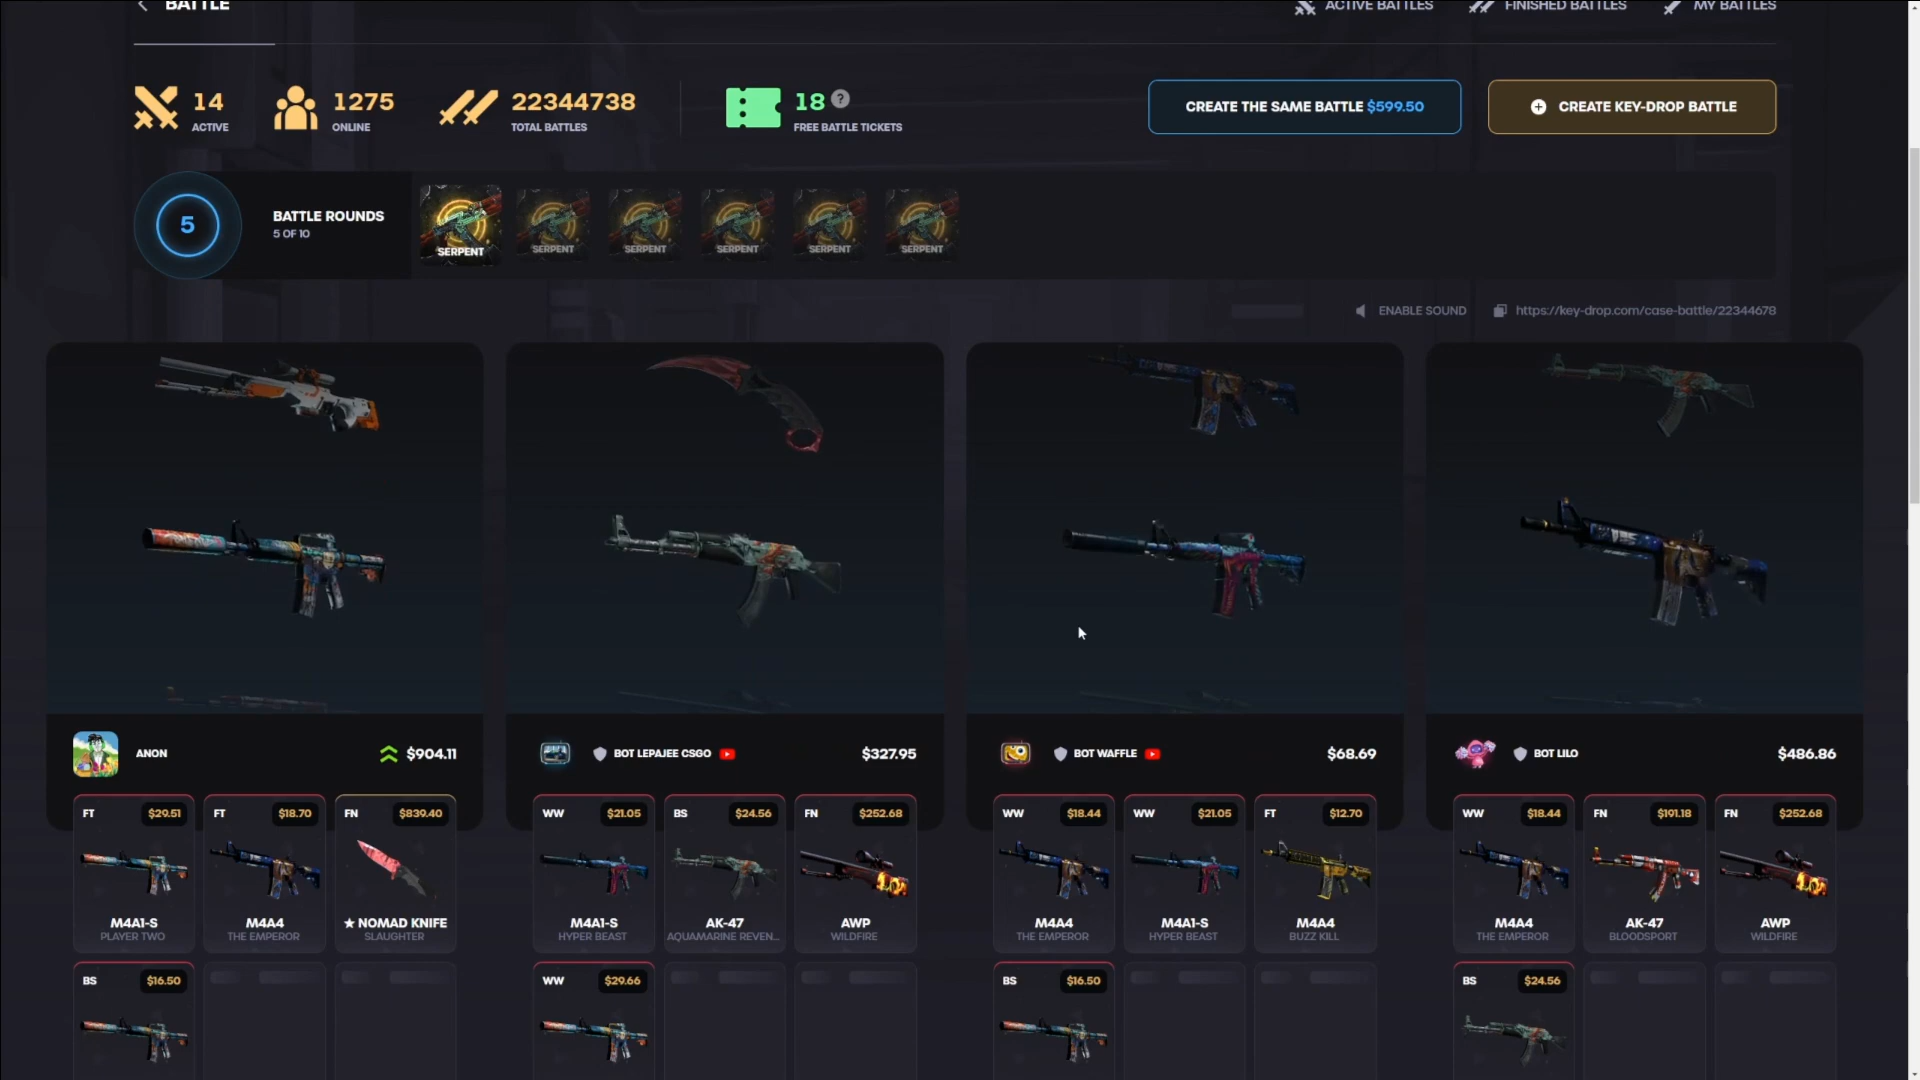 BATTLE
ACTIVE BATTLES
FINISHED BATTLES
MY BATTLES
14
ACTIVE
1275
ONLINE
22344738
TOTAL BATTLES
18 ?
FREE BATTLE TICKETS
CREATE THE SAME BATTLE $599.50
CREATE KEY-DROP BATTLE
5
BATTLE ROUNDS
5 OF 10
SERPENT
SERPENT
SERPENT
SERPENT
SERPENT
SERPENT
ENABLE SOUND
https://key-drop.com/case-battle/22344678
ANON
$904.11
BOT LEPAJEE CSGO
$327.95
BOT WAFFLE
$68.69
BOT LILO
$486.86
FT $29.51
M4A1-S
PLAYER TWO
FT $18.70
M4A4
THE EMPEROR
FN $839.40
★ NOMAD KNIFE
SLAUGHTER
WW $21.05
M4A1-S
HYPER BEAST
BS $24.56
AK-47
AQUAMARINE REVEN...
FN $252.68
AWP
WILDFIRE
WW $18.44
M4A4
THE EMPEROR
WW $21.05
M4A1-S
HYPER BEAST
FT $12.70
M4A4
BUZZ KILL
WW $18.44
M4A4
THE EMPEROR
FN $191.18
AK-47
BLOODSPORT
FN $252.68
AWP
WILDFIRE
BS $16.50
WW $29.66
BS $16.50
BS $24.56